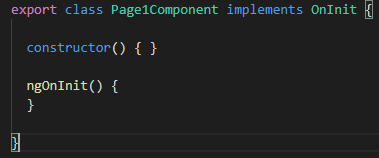 export class Page1Component implements OnInit {
constructor() { }
ngOnInit() {
}
}